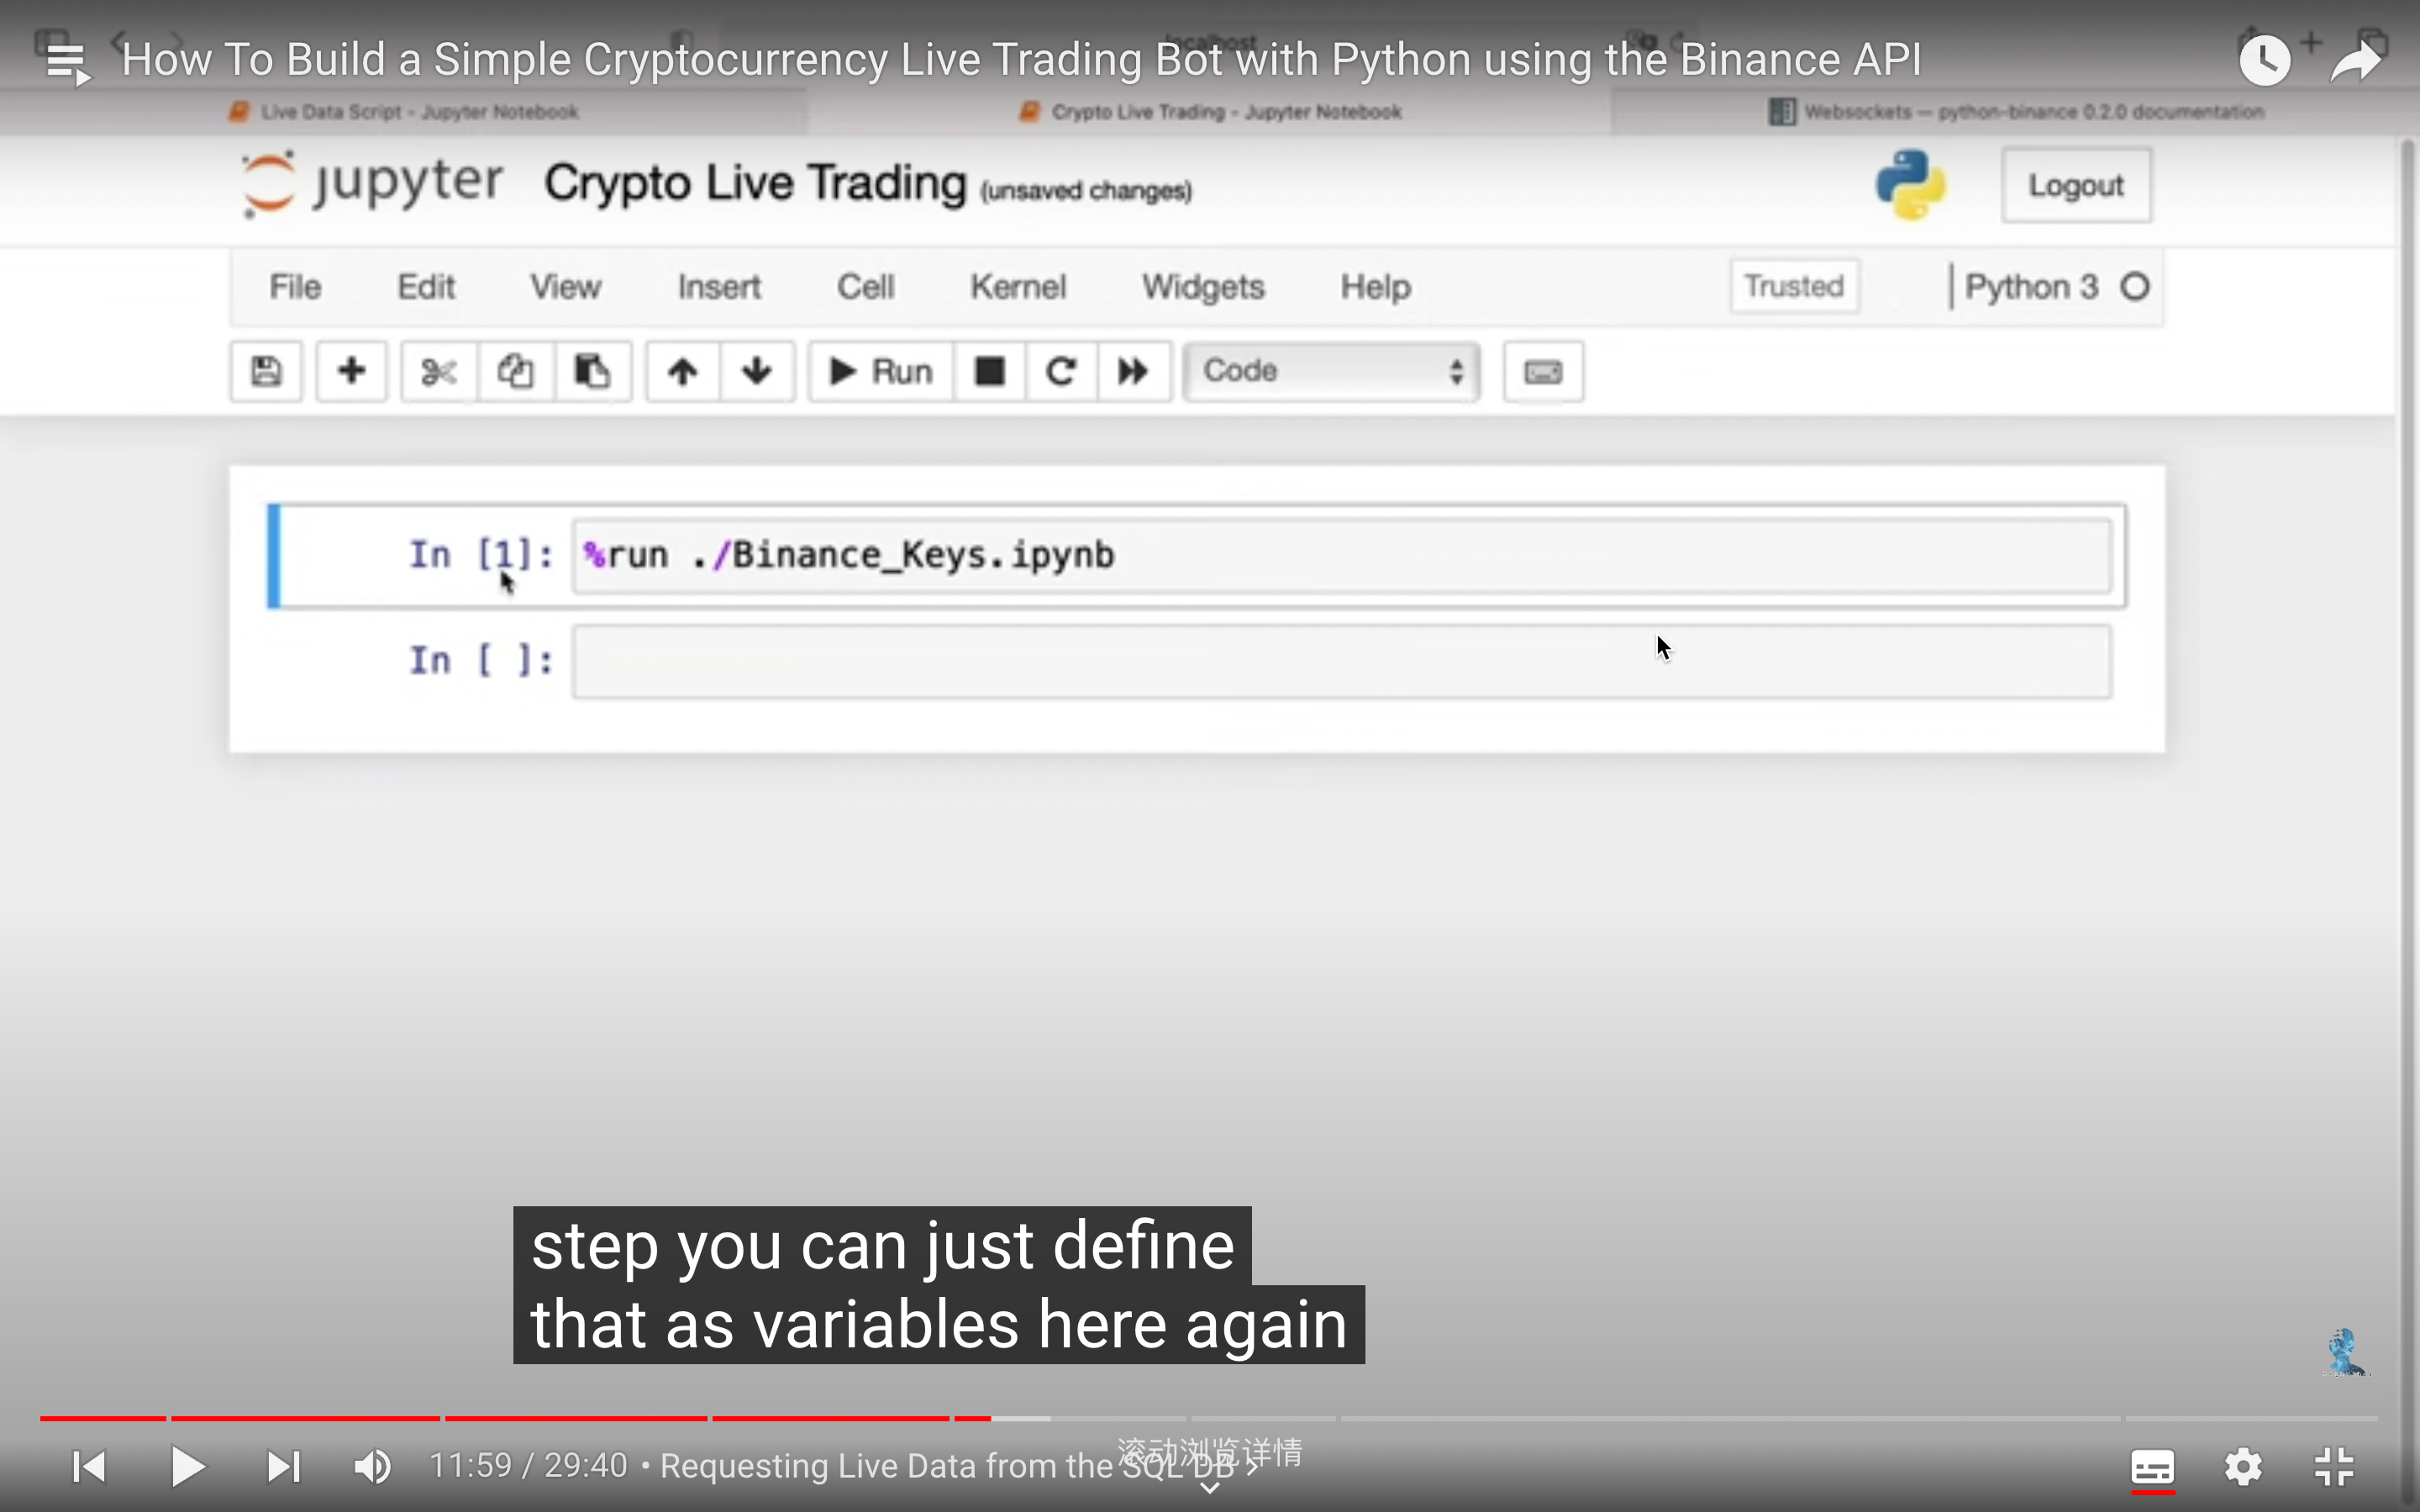 localhost
How To Build a Simple Cryptocurrency Live Trading Bot with Python using the Binance API
Live Data Script - Jupyter Notebook
Crypto Live Trading - Jupyter Notebook
Websockets — python-binance 0.2.0 documentation
jupyter Crypto Live Trading (unsaved changes)
Logout
File Edit View Insert Cell Kernel Widgets Help
Trusted
Python 3
Run
Code
In [1]: %run ./Binance_Keys.ipynb
In [ ]:
step you can just define
that as variables here again
滚动浏览详情
11:59 / 29:40 • Requesting Live Data from the SQL DB ›